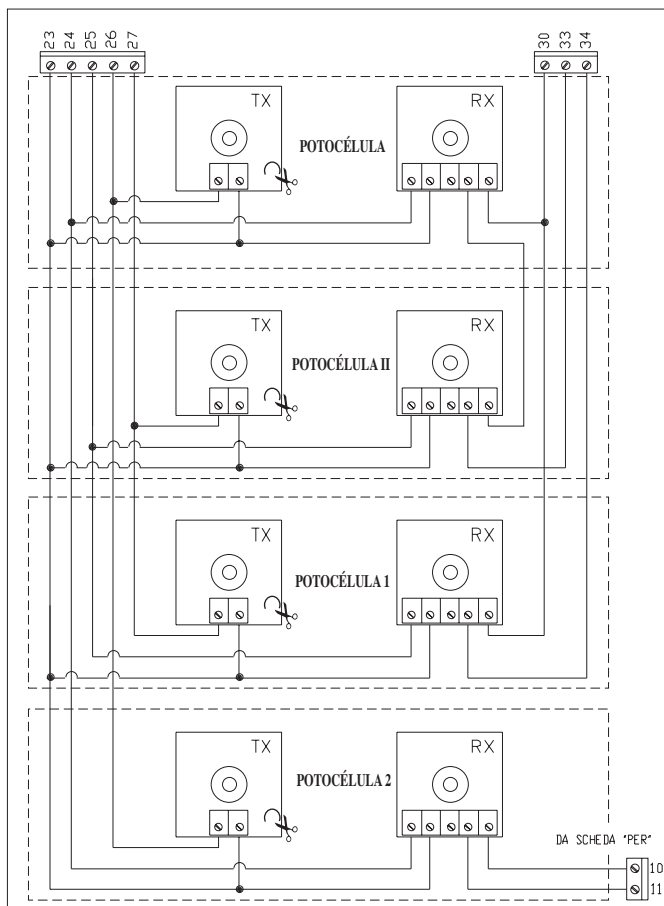 23 24 25 26 27
30 33 34
TX
RX
POTOCÉLULA
TX
RX
POTOCÉLULA II
TX
RX
POTOCÉLULA 1
TX
RX
POTOCÉLULA 2
DA SCHEDA "PER"
10
11